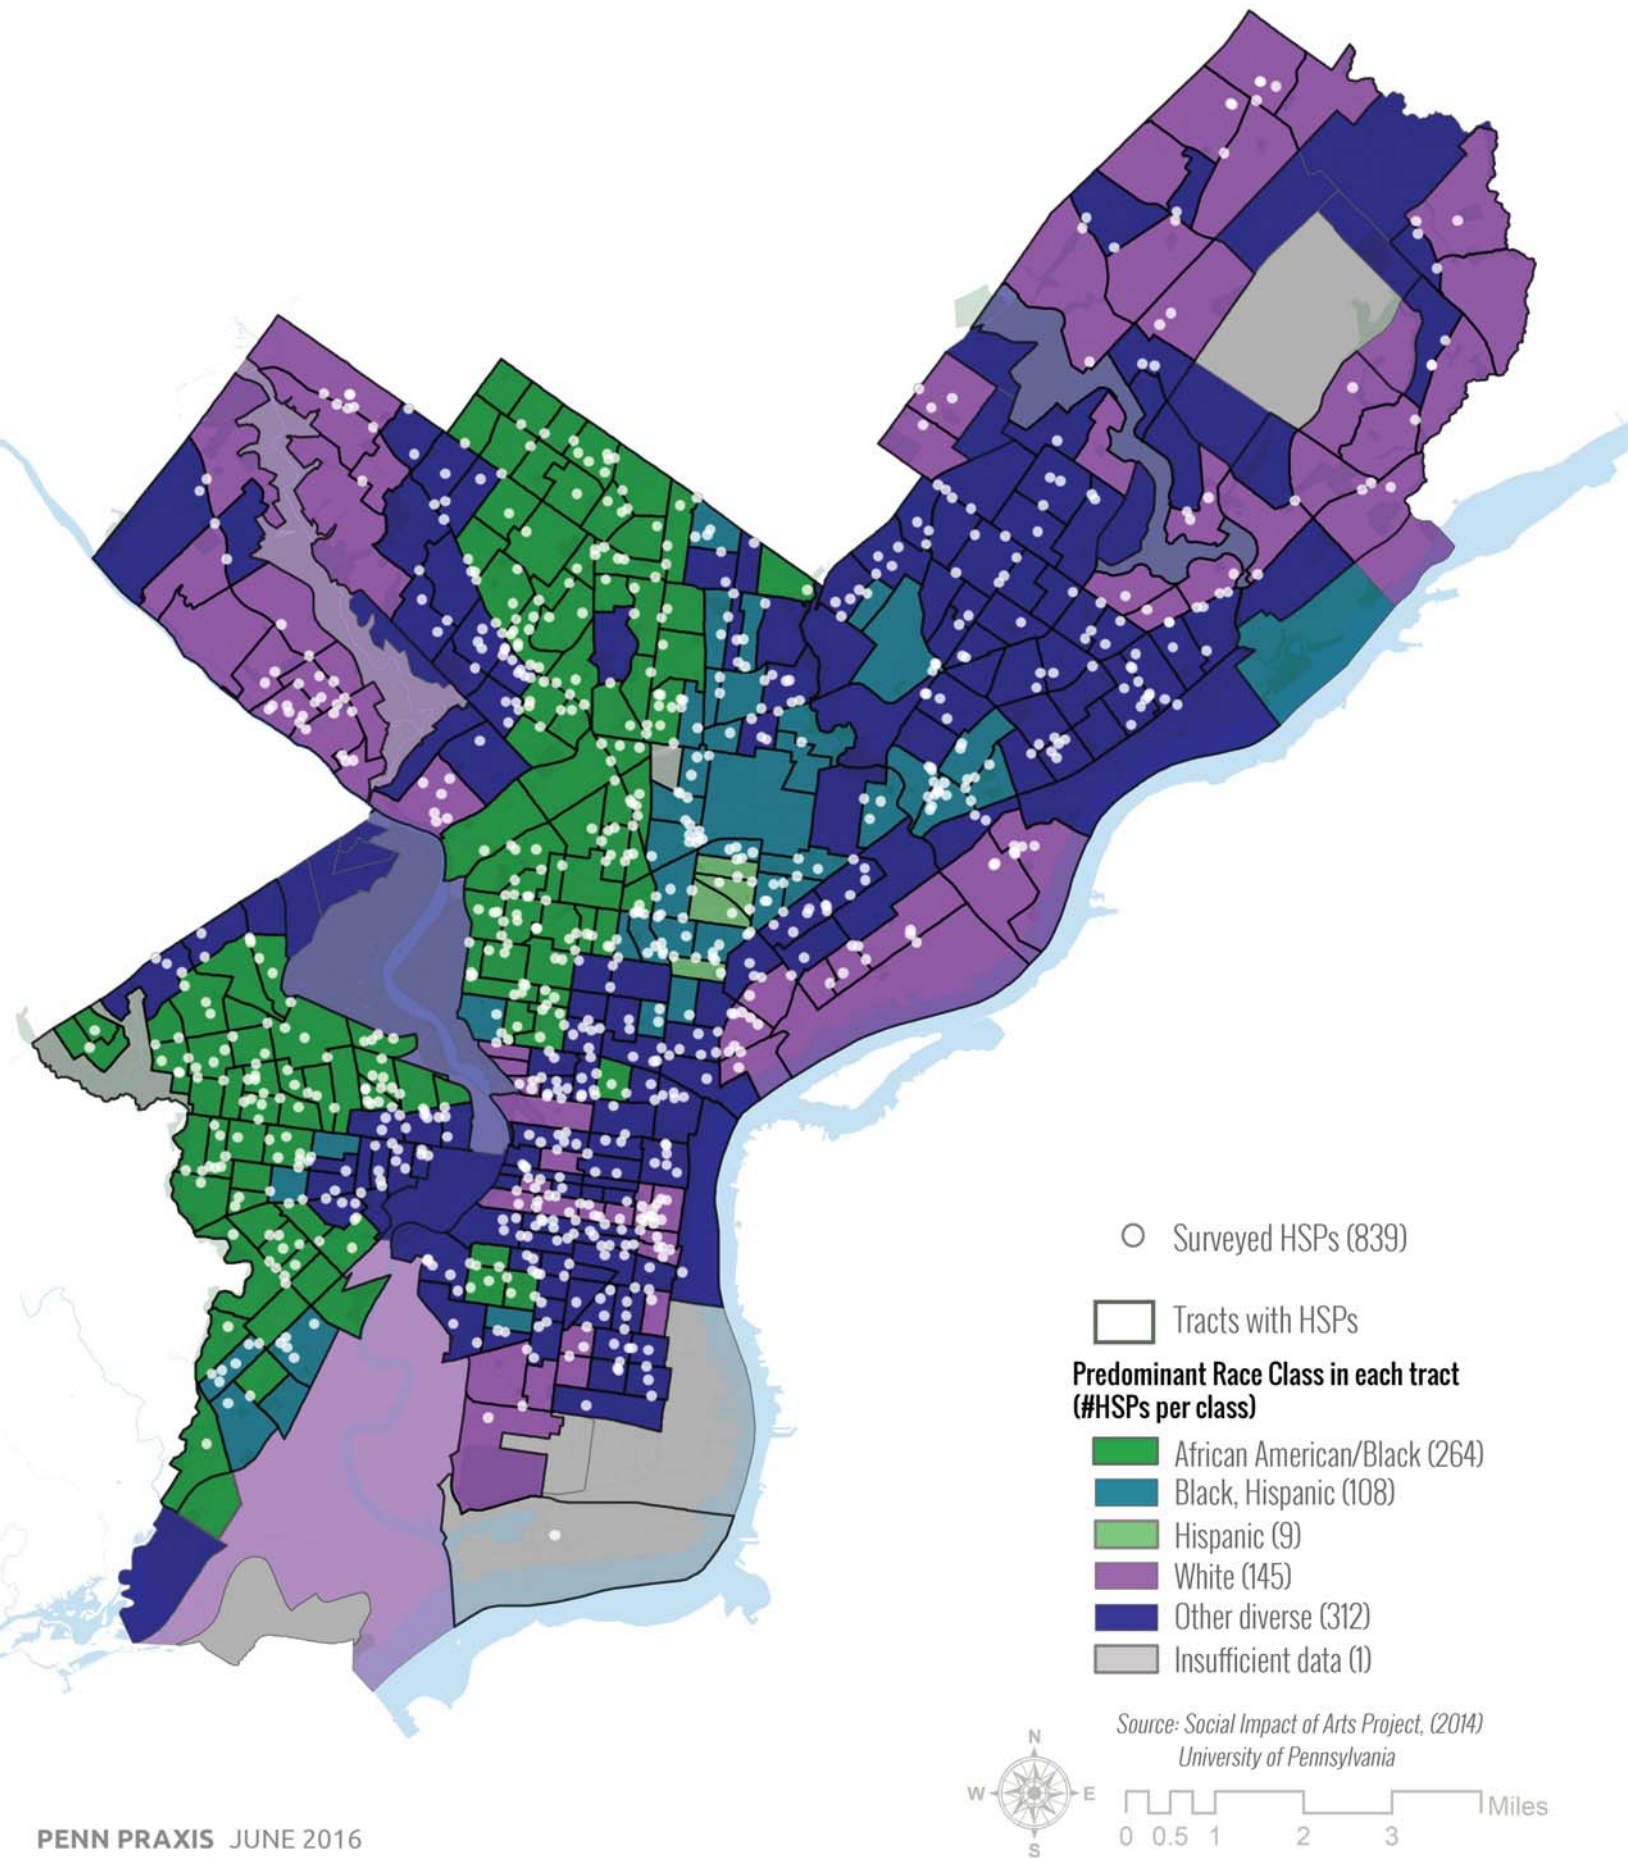 Surveyed HSPs (839)
Tracts with HSPs
Predominant Race Class in each tract
(#HSPs per class)
African American/Black (264)
Black, Hispanic (108)
Hispanic (9)
White (145)
Other diverse (312)
Insufficient data (1)
Source: Social Impact of Arts Project, (2014)
University of Pennsylvania
N
W E
S
Miles
0 0.5 1 2 3
PENN PRAXIS JUNE 2016